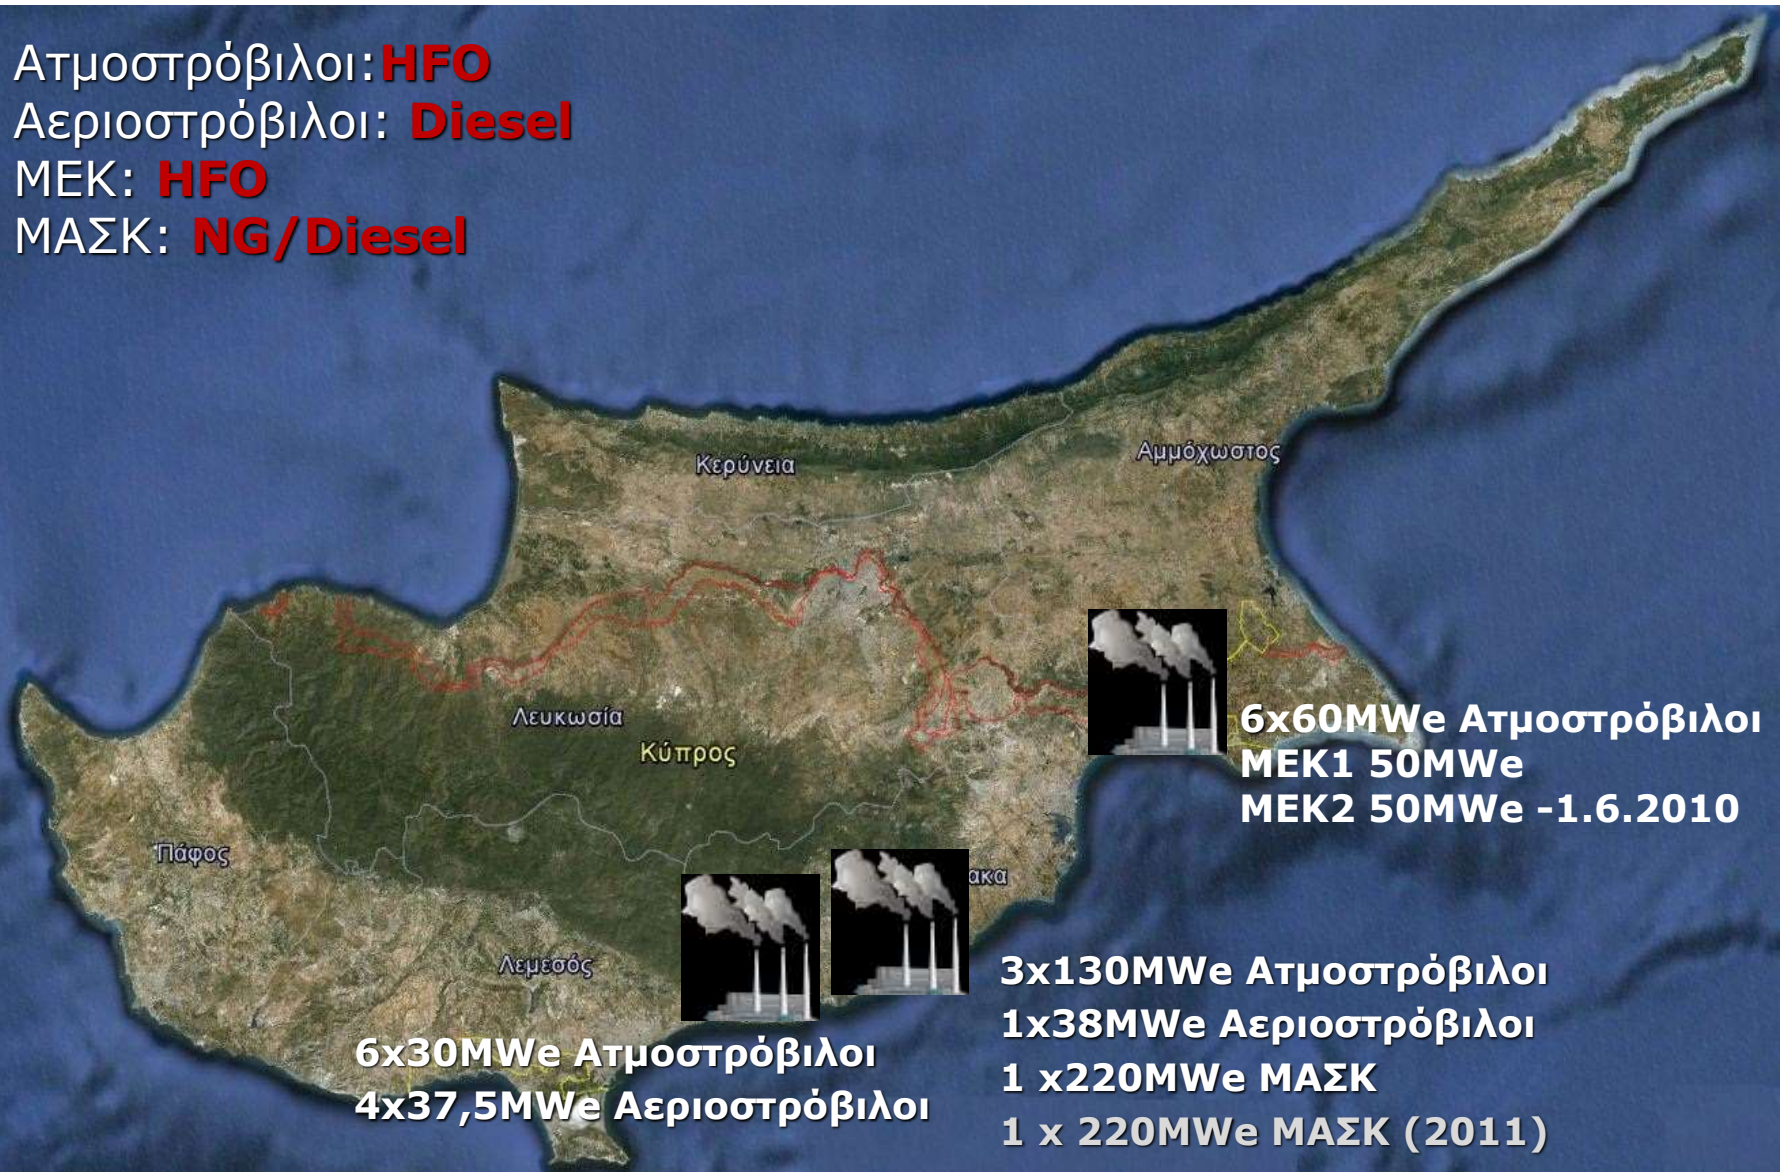 Ατμοστρόβιλοι:HFO
Αεριοστρόβιλοι: Diesel
ΜΕΚ: HFO
ΜΑΣΚ: NG/Diesel
Κερύνεια
Αμμόχωστος
Λευκωσία
Κύπρος
6x60MWe Ατμοστρόβιλοι
ΜΕΚ1 50MWe
ΜΕΚ2 50MWe -1.6.2010
Πάφος
ακα
Λεμεσός
3x130MWe Ατμοστρόβιλοι
1x38MWe Αεριοστρόβιλοι
1 x220MWe ΜΑΣΚ
1 x 220MWe ΜΑΣΚ (2011)
6x30MWe Ατμοστρόβιλοι
4x37,5MWe Αεριοστρόβιλοι